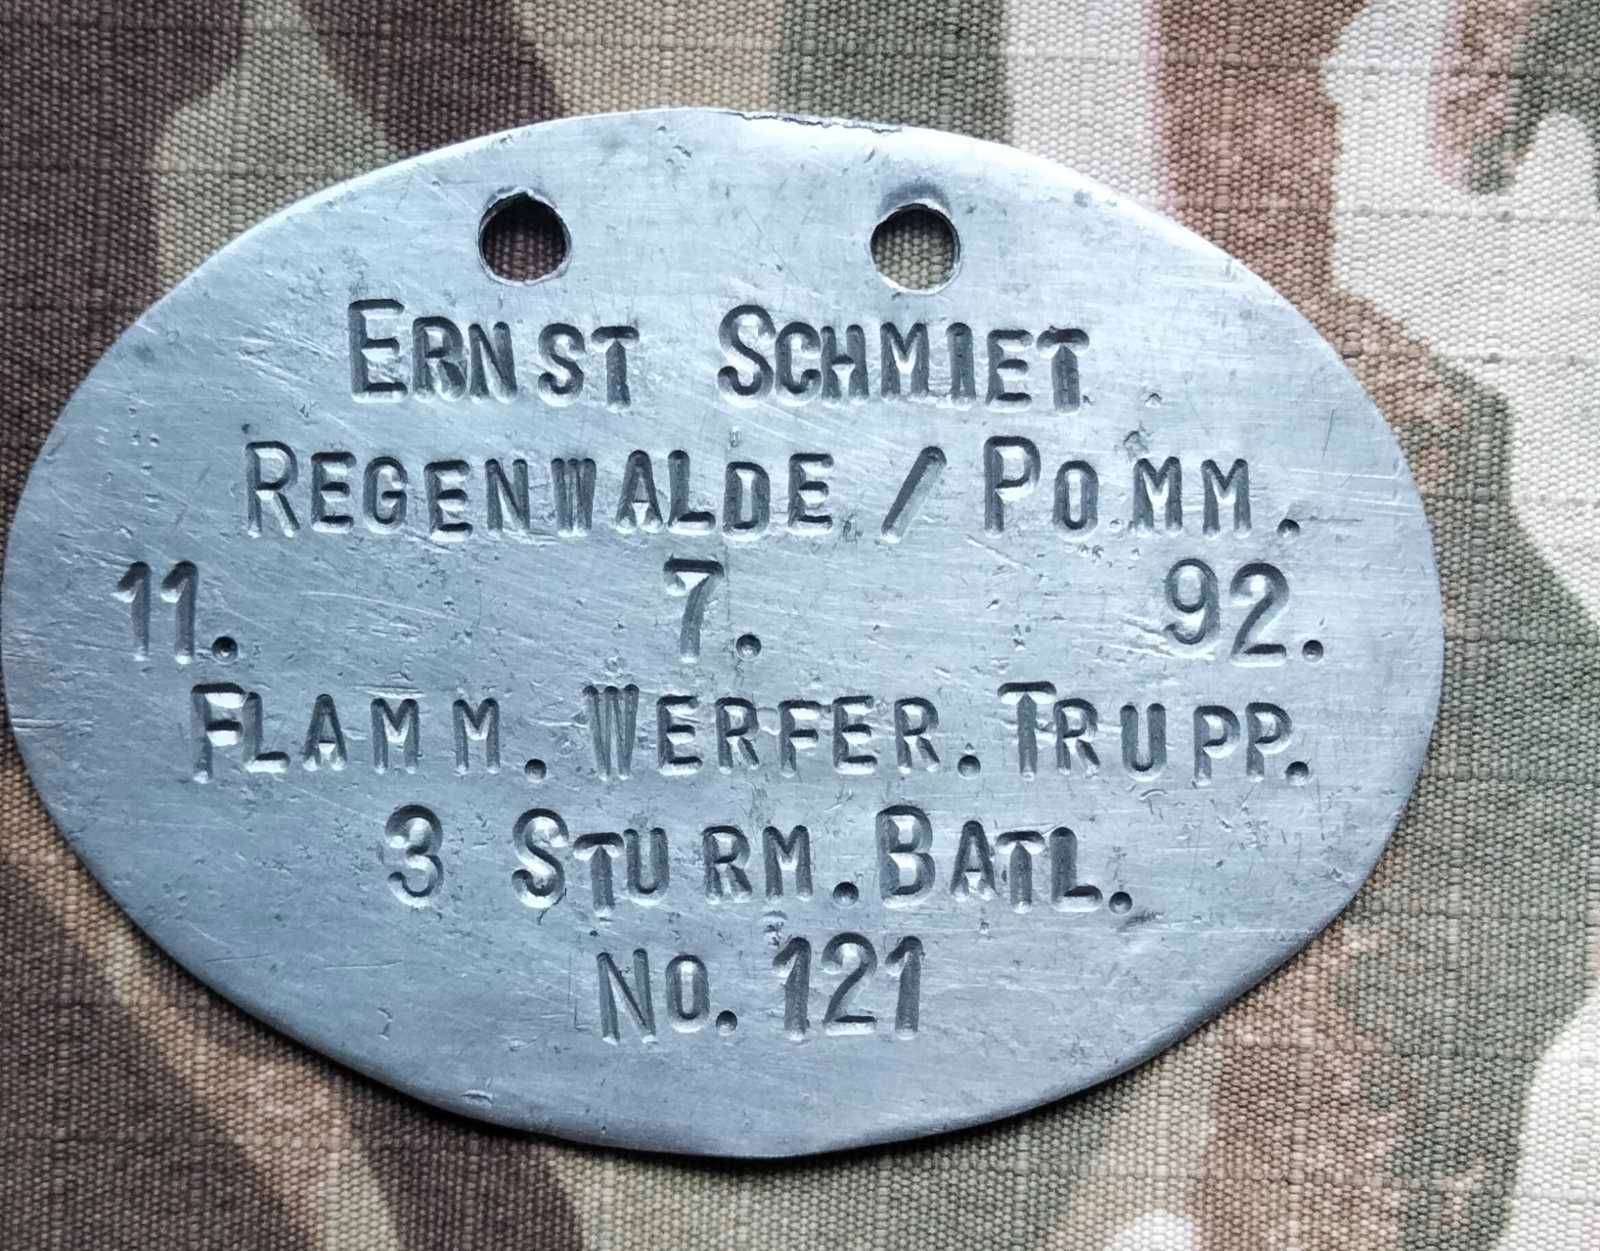 ERNST SCHMIET
REGENWALDE / POMM.
11. 7. 92.
FLAMM. WERFER. TRUPP.
3 STURM. BATL.
No. 121